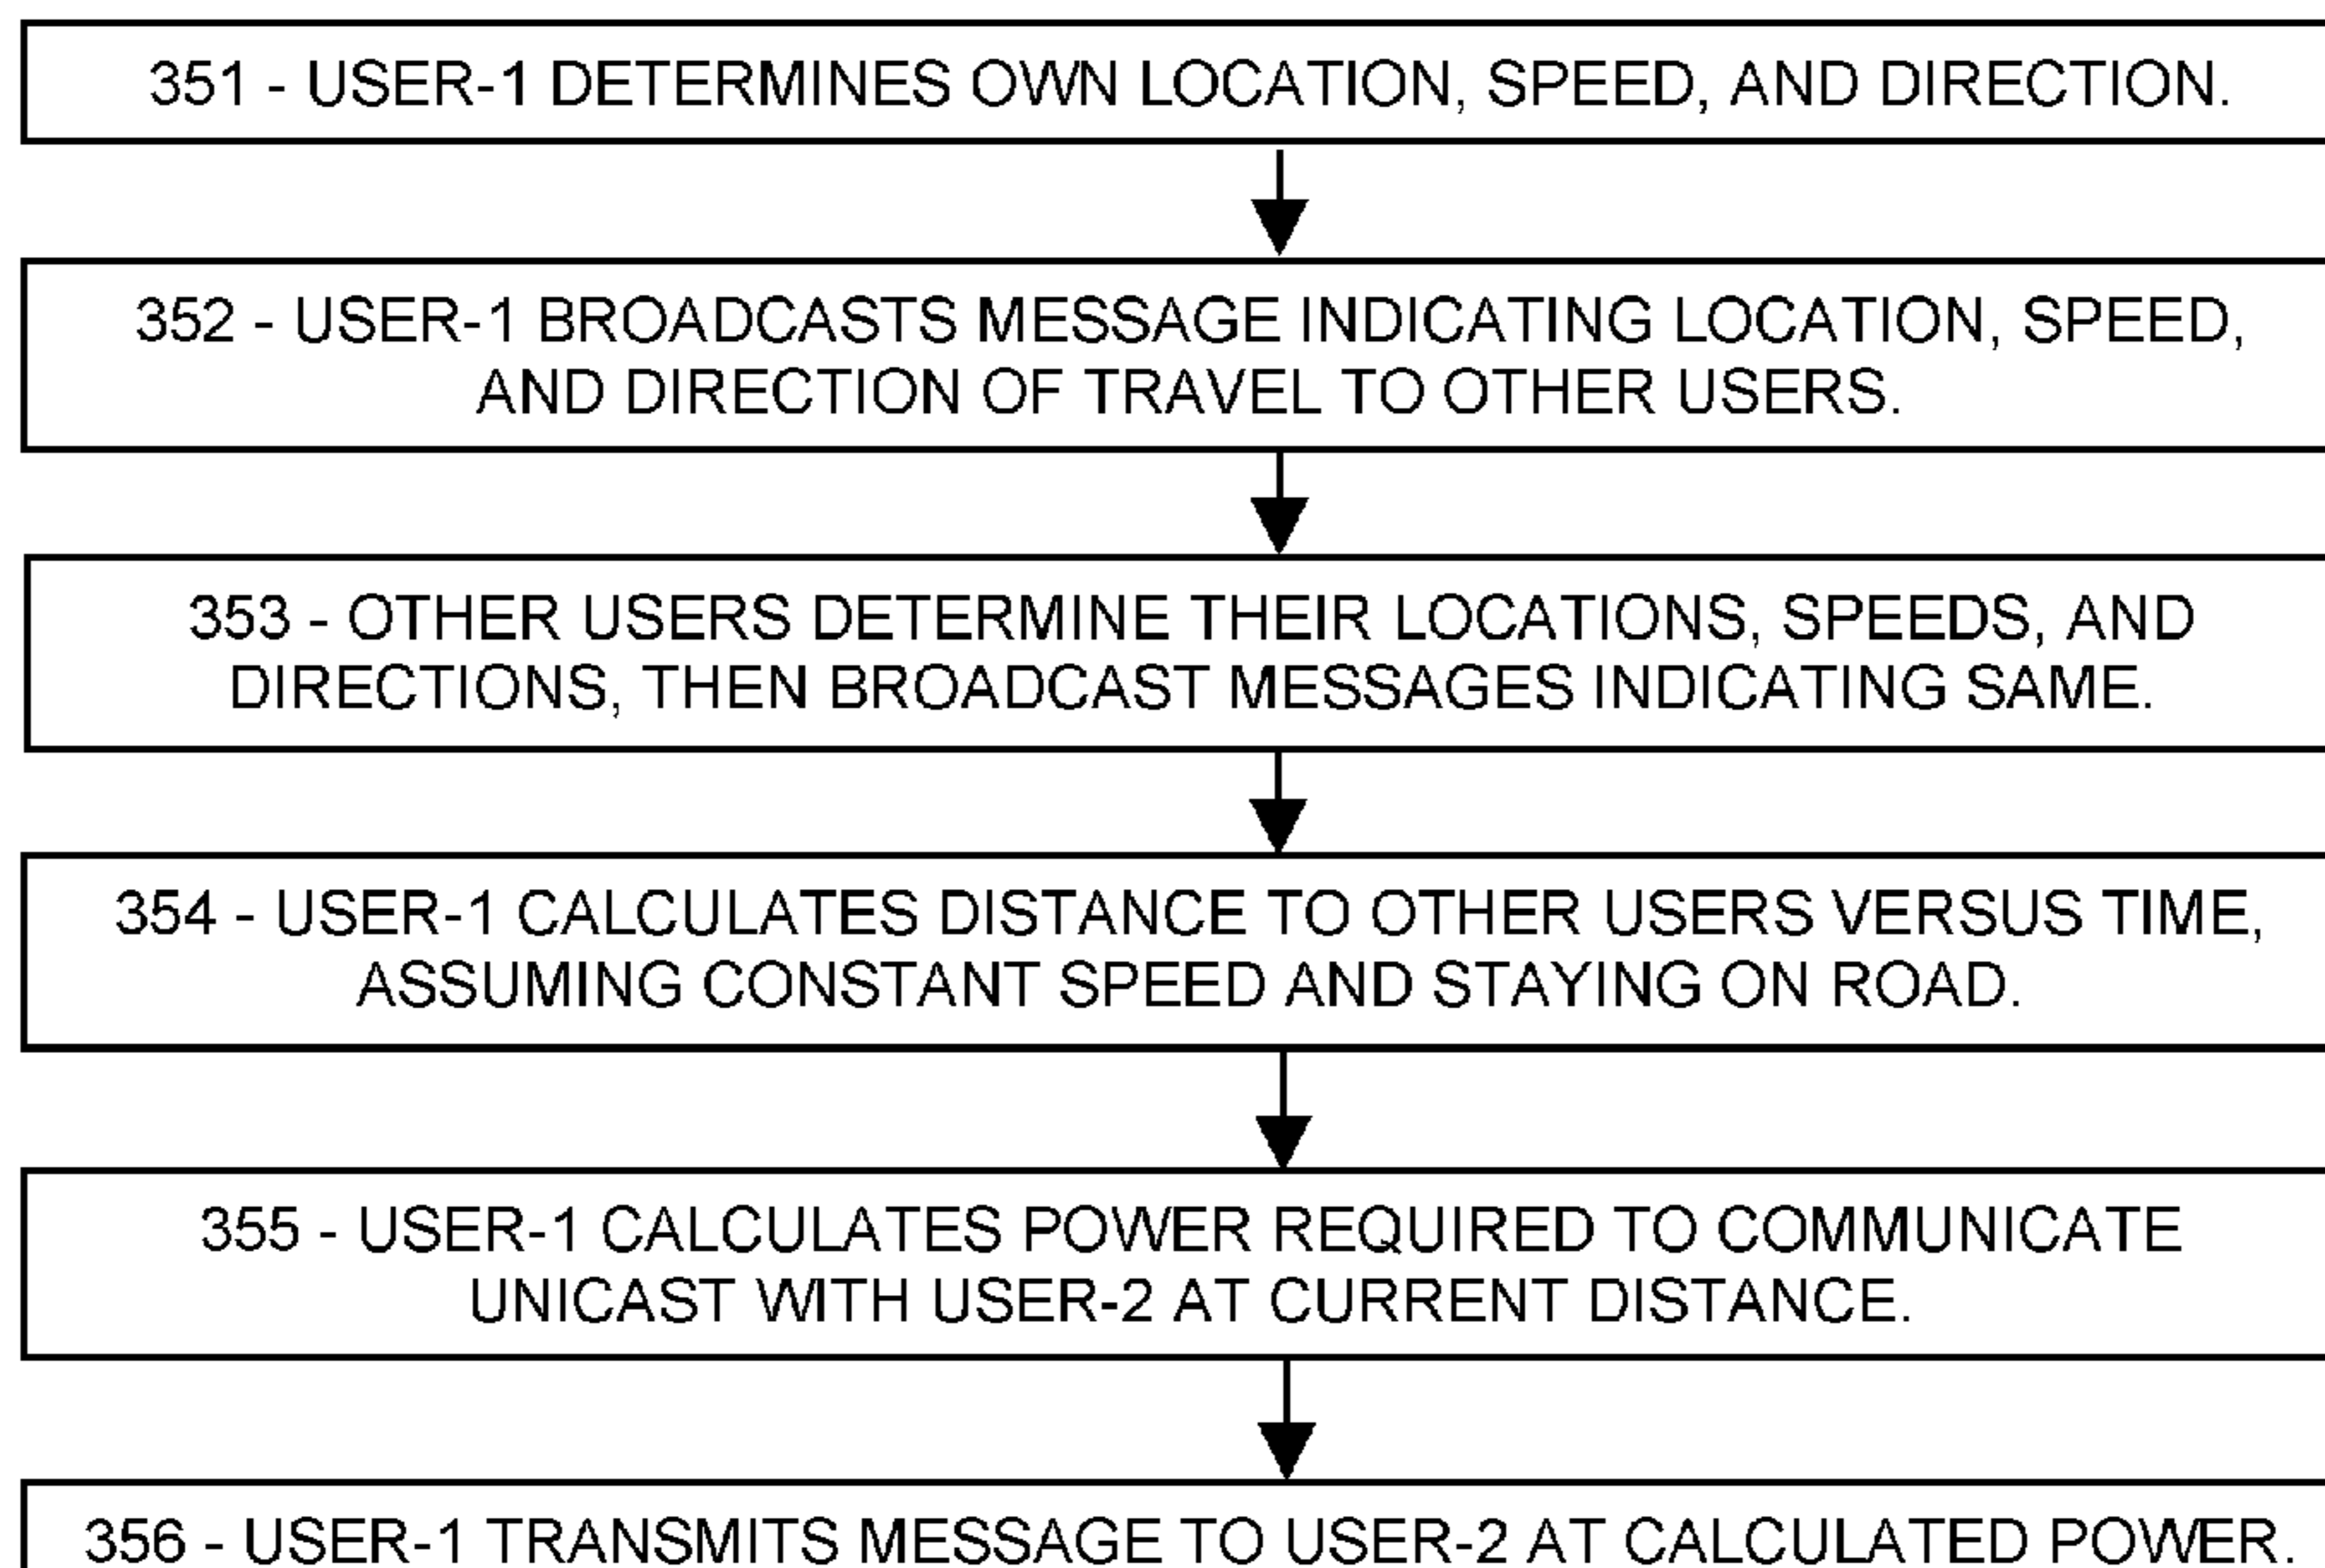 351 - USER-1 DETERMINES OWN LOCATION, SPEED, AND DIRECTION.
352 - USER-1 BROADCASTS MESSAGE INDICATING LOCATION, SPEED,
AND DIRECTION OF TRAVEL TO OTHER USERS.
353 - OTHER USERS DETERMINE THEIR LOCATIONS, SPEEDS, AND
DIRECTIONS, THEN BROADCAST MESSAGES INDICATING SAME.
354 - USER-1 CALCULATES DISTANCE TO OTHER USERS VERSUS TIME,
ASSUMING CONSTANT SPEED AND STAYING ON ROAD.
355 - USER-1 CALCULATES POWER REQUIRED TO COMMUNICATE
UNICAST WITH USER-2 AT CURRENT DISTANCE.
356 - USER-1 TRANSMITS MESSAGE TO USER-2 AT CALCULATED POWER.